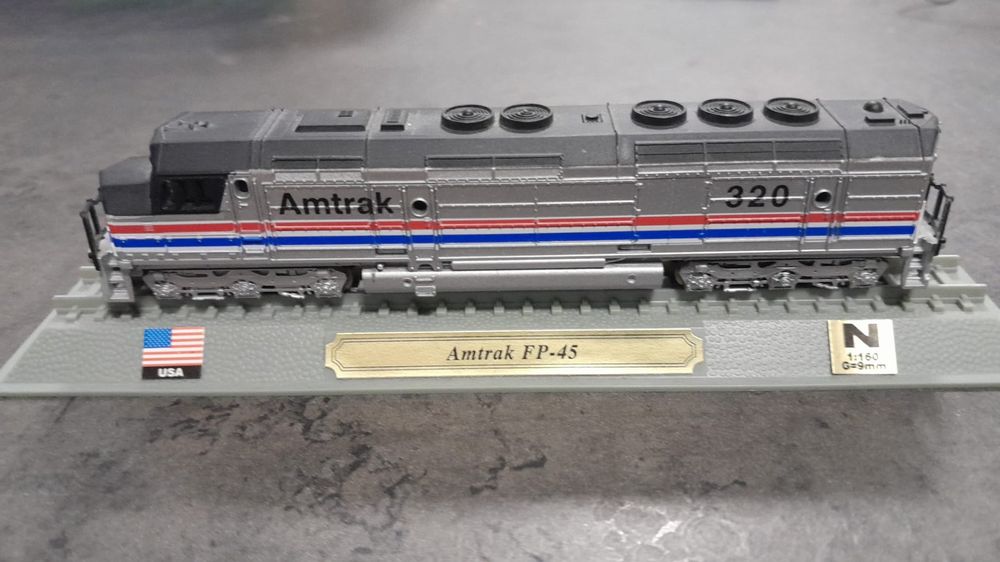 Amtrak
320
USA
Amtrak FP-45
N
1:160
G=9mm